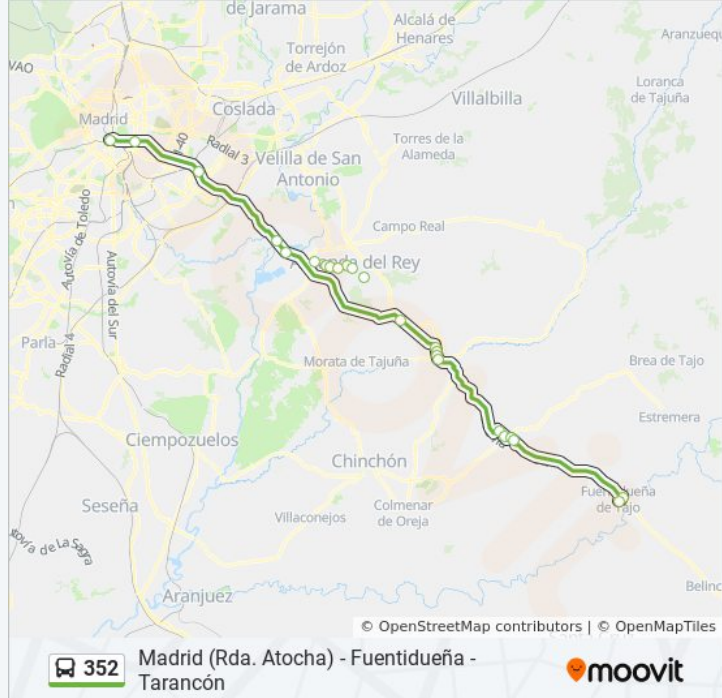 de Jarama
Alcalá de
Henares
Aranzueque
Torrejón
de Ardoz
VAO
Loranca
de Tajuña
Coslada
Villalbilla
Madrid
Radial 3
-40
Torres de la
Alameda
Velilla de San
Antonio
Autovía de Toledo
Campo Real
Autovía del Sur
del Rey
Radial 4
Parla
Morata de Tajuña
Brea de Tajo
Estremera
Ciempozuelos
Chinchón
Fuentidueña
de Tajo
Seseña
Villaconejos
Colmenar
de Oreja
de La Sagra
Aranjuez
Belinc
© OpenStreetMap contributors | © OpenMapTiles
352
Madrid (Rda. Atocha) - Fuentidueña -
Tarancón
moovit